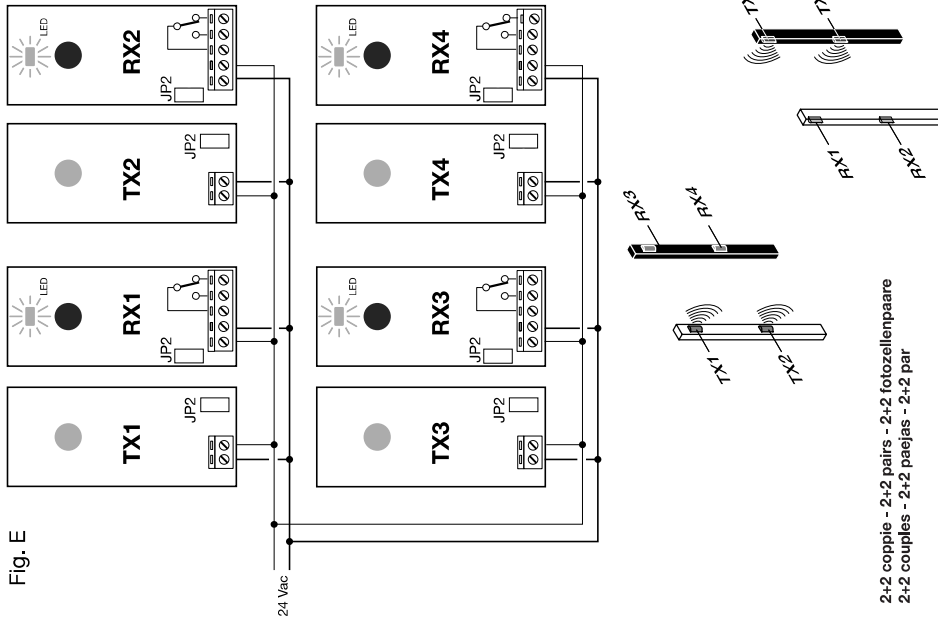 Fig. E
24 Vac
TX1
JP2
RX1
JP2
LED
TX2
JP2
RX2
JP2
LED
TX3
JP2
RX3
JP2
LED
TX4
JP2
RX4
JP2
LED
TX1
TX2
RX3
RX4
RX1
RX2
2+2 coppie - 2+2 pairs - 2+2 fotozellenpaare
2+2 couples - 2+2 paejas - 2+2 par